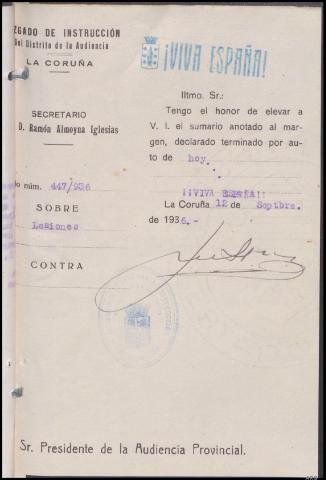 ZGADO DE INSTRUCCIÓN
Del Distrito de la Audiencia
LA CORUÑA
¡VIVA ESPAÑA!
SECRETARIO
D. Ramón Almoyna Iglesias
núm. 447/936
SOBRE
Lesiones
CONTRA
Iltmo. Sr.:
Tengo el honor de elevar a
V. I. el sumario anotado al mar-
gen, declarado terminado por au-
to de hoy
¡¡VIVA ESPAÑA!!
La Coruña 12 de Septbre.
de 1936.-
Sr. Presidente de la Audiencia Provincial.